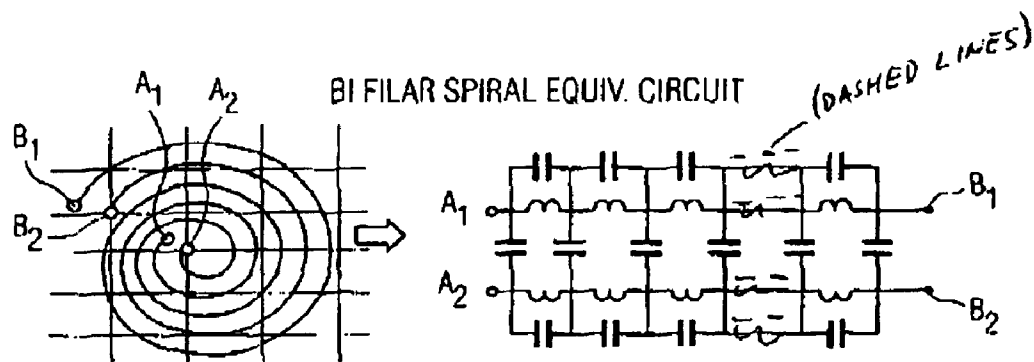 (DASHED LINES)
BI FILAR SPIRAL EQUIV. CIRCUIT
A1
A2
B1
B2
A1
B1
A2
B2